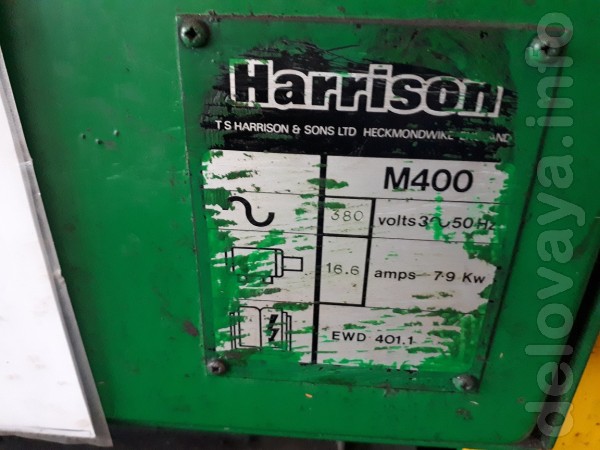 Harrison
T S HARRISON & SONS LTD HECKMONDWIKE
M400
380 volts 3~50Hz
16.6 amps 7·9 Kw
EWD 401.1
delovaya.info